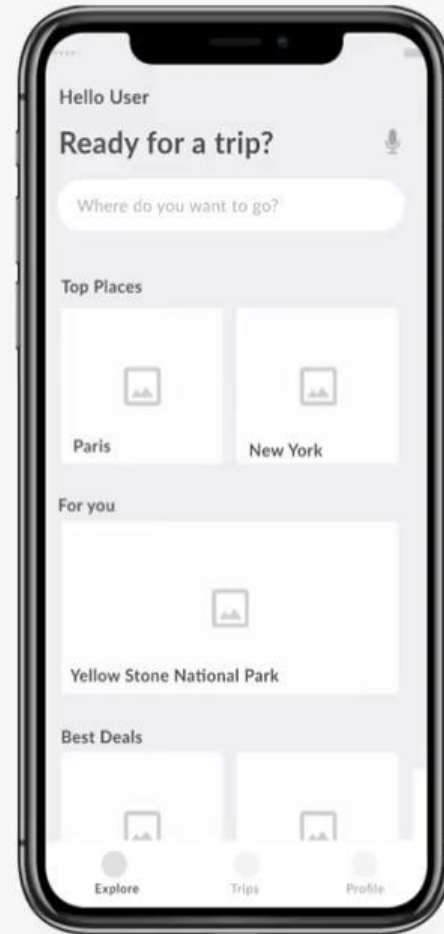 Hello User
Ready for a trip?
Where do you want to go?
Top Places
Paris
New York
For you
Yellow Stone National Park
Best Deals
Explore
Trips
Profile